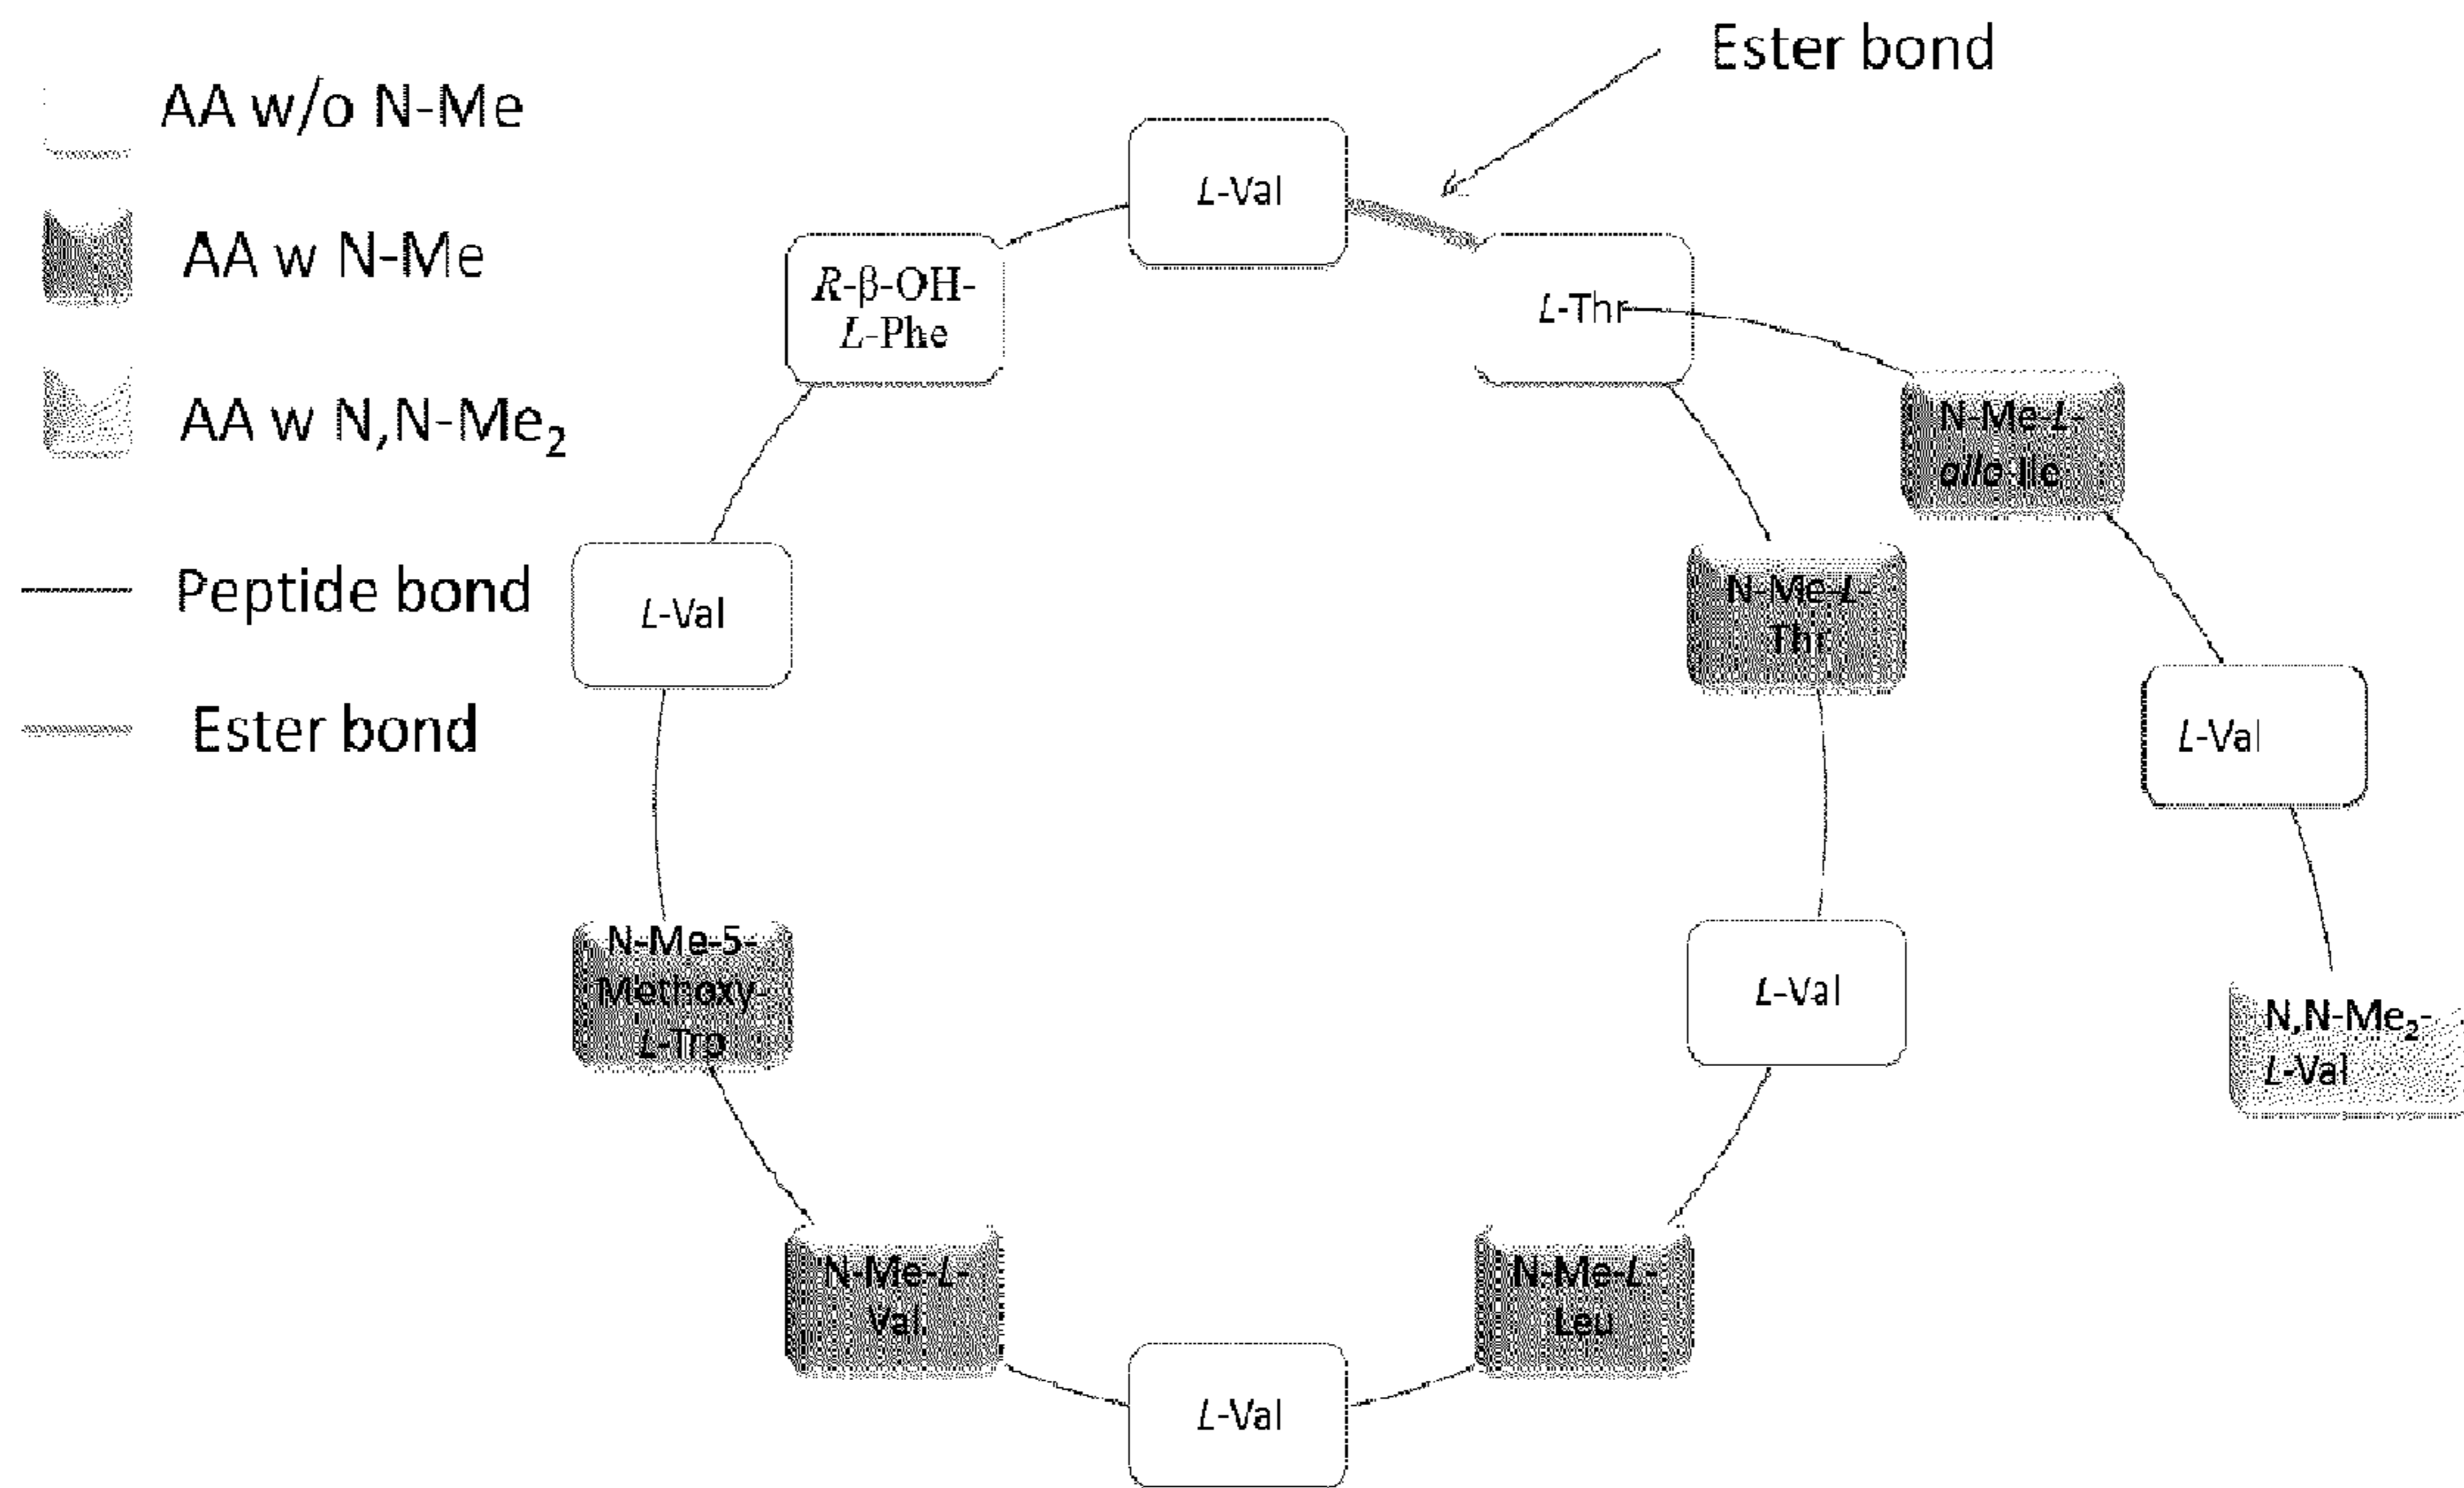 AA w/o N-Me
AA w N-Me
AA w N,N-Me₂
Peptide bond
Ester bond
Ester bond
L-Val
R-β-OH-
L-Phe
L-Thr
N-Me-L-
allo-Ile
N-Me-L-
Thr
L-Val
L-Val
N,N-Me₂-
L-Val
L-Val
N-Me-5-
Methoxy-
L-Trp
L-Val
N-Me-L-
Val
N-Me-L-
Leu
L-Val